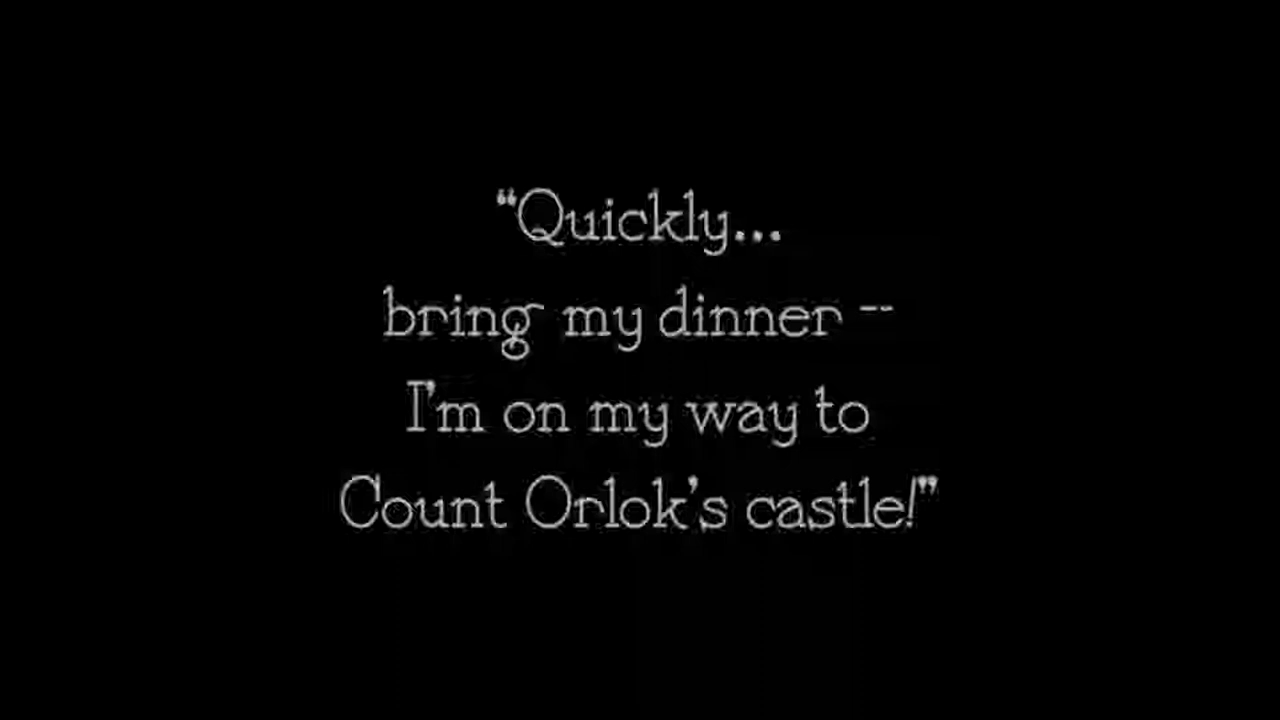 “Quickly...
bring my dinner --
I'm on my way to
Count Orlok's castle!”